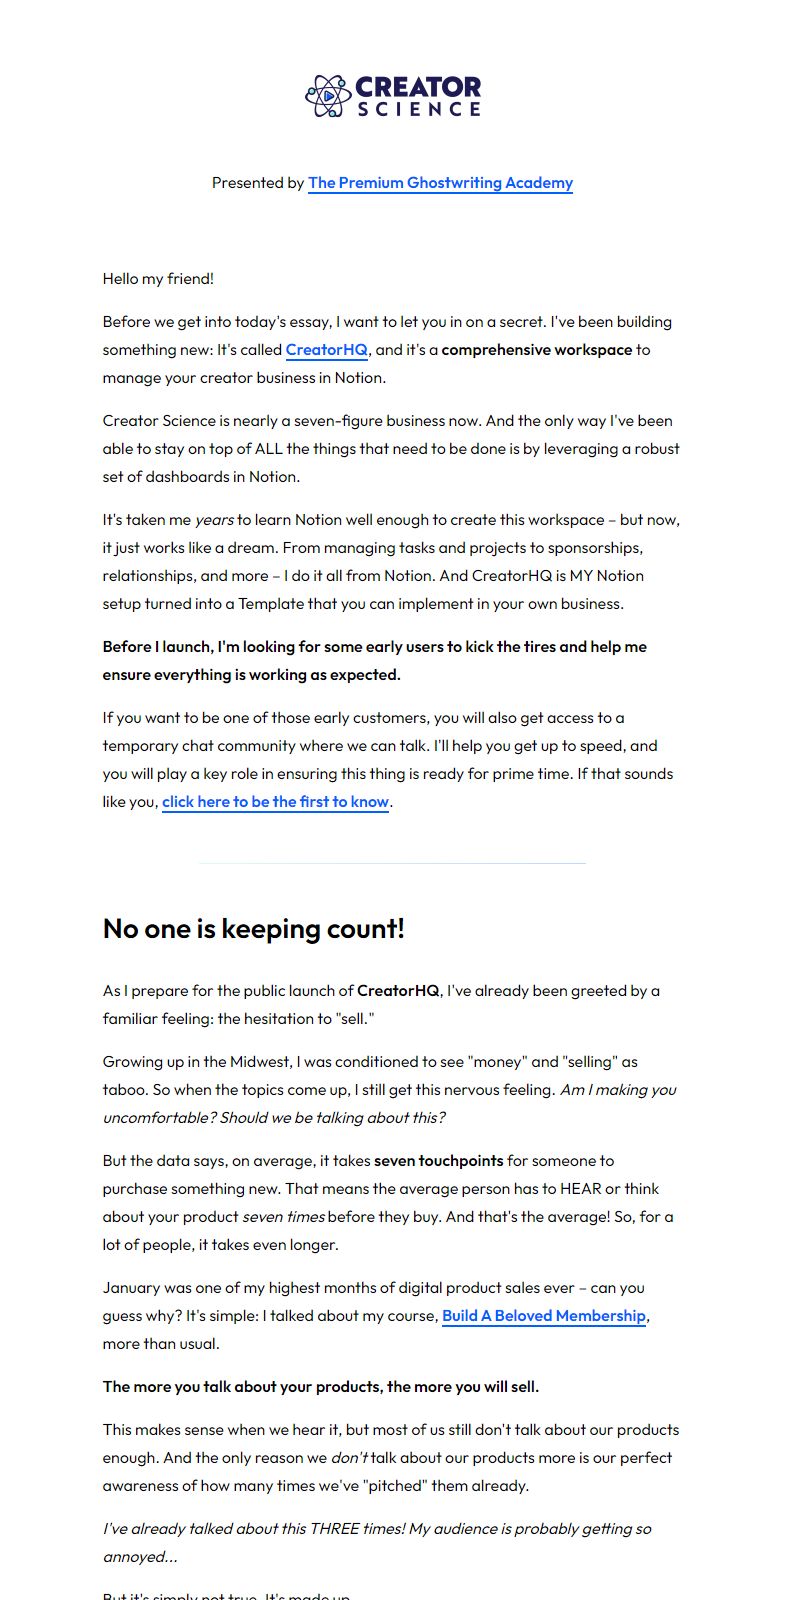 CREATOR
SCIENCE
Presented by The Premium Ghostwriting Academy
Hello my friend!
Before we get into today's essay, I want to let you in on a secret. I've been building
something new: It's called CreatorHQ, and it's a comprehensive workspace to
manage your creator business in Notion.
Creator Science is nearly a seven-figure business now. And the only way I've been
able to stay on top of ALL the things that need to be done is by leveraging a robust
set of dashboards in Notion.
It's taken me years to learn Notion well enough to create this workspace – but now,
it just works like a dream. From managing tasks and projects to sponsorships,
relationships, and more – I do it all from Notion. And CreatorHQ is MY Notion
setup turned into a Template that you can implement in your own business.
Before I launch, I'm looking for some early users to kick the tires and help me
ensure everything is working as expected.
If you want to be one of those early customers, you will also get access to a
temporary chat community where we can talk. I'll help you get up to speed, and
you will play a key role in ensuring this thing is ready for prime time. If that sounds
like you, click here to be the first to know.
No one is keeping count!
As I prepare for the public launch of CreatorHQ, I've already been greeted by a
familiar feeling: the hesitation to "sell."
Growing up in the Midwest, I was conditioned to see "money" and "selling" as
taboo. So when the topics come up, I still get this nervous feeling. Am I making you
uncomfortable? Should we be talking about this?
But the data says, on average, it takes seven touchpoints for someone to
purchase something new. That means the average person has to HEAR or think
about your product seven times before they buy. And that's the average! So, for a
lot of people, it takes even longer.
January was one of my highest months of digital product sales ever – can you
guess why? It's simple: I talked about my course, Build A Beloved Membership,
more than usual.
The more you talk about your products, the more you will sell.
This makes sense when we hear it, but most of us still don't talk about our products
enough. And the only reason we don't talk about our products more is our perfect
awareness of how many times we've "pitched" them already.
I've already talked about this THREE times! My audience is probably getting so
annoyed...
But it's simply not true. It's made up